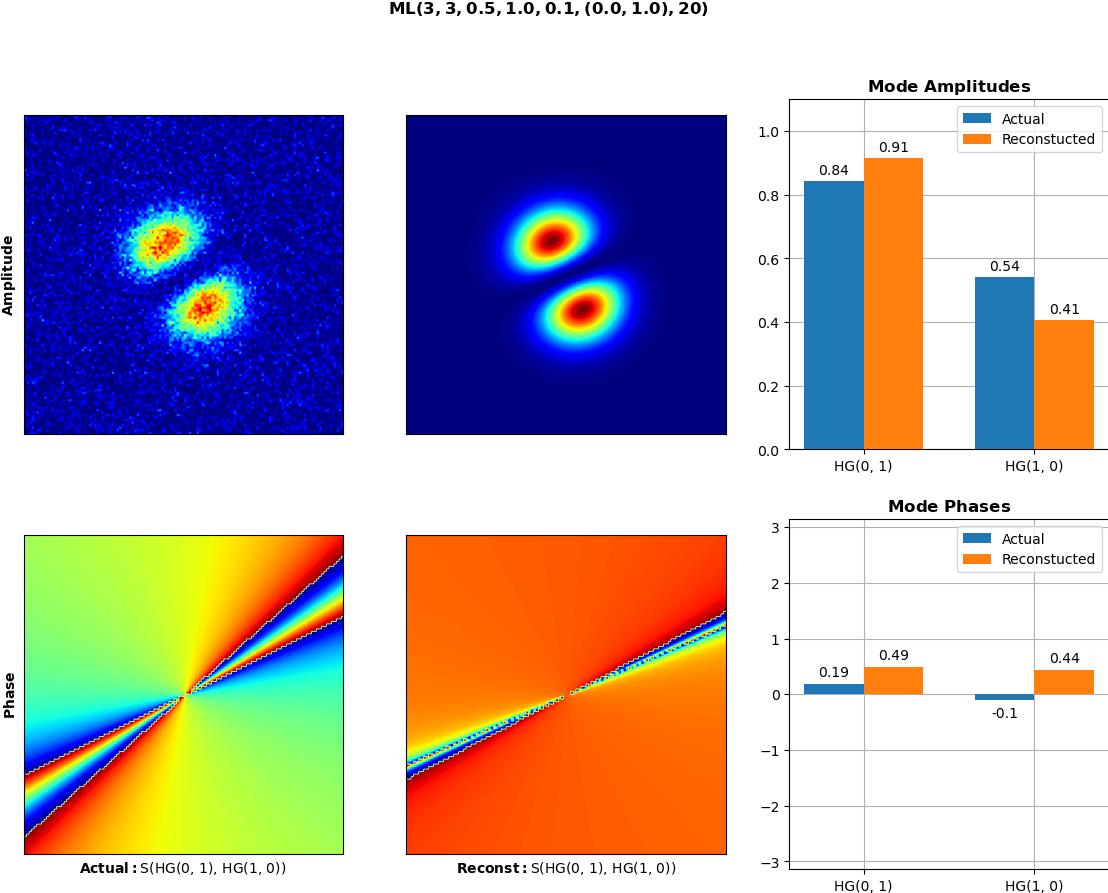 ML(3, 3, 0.5, 1.0, 0.1, (0.0, 1.0), 20)
Amplitude
Mode Amplitudes
Actual
Reconstucted
1.0
0.8
0.6
0.4
0.2
0.0
0.84
0.91
0.54
0.41
HG(0, 1)
HG(1, 0)
Phase
Actual: S(HG(0, 1), HG(1, 0))
Reconst: S(HG(0, 1), HG(1, 0))
Mode Phases
Actual
Reconstucted
3
2
1
0
−1
−2
−3
0.19
0.49
-0.1
0.44
HG(0, 1)
HG(1, 0)